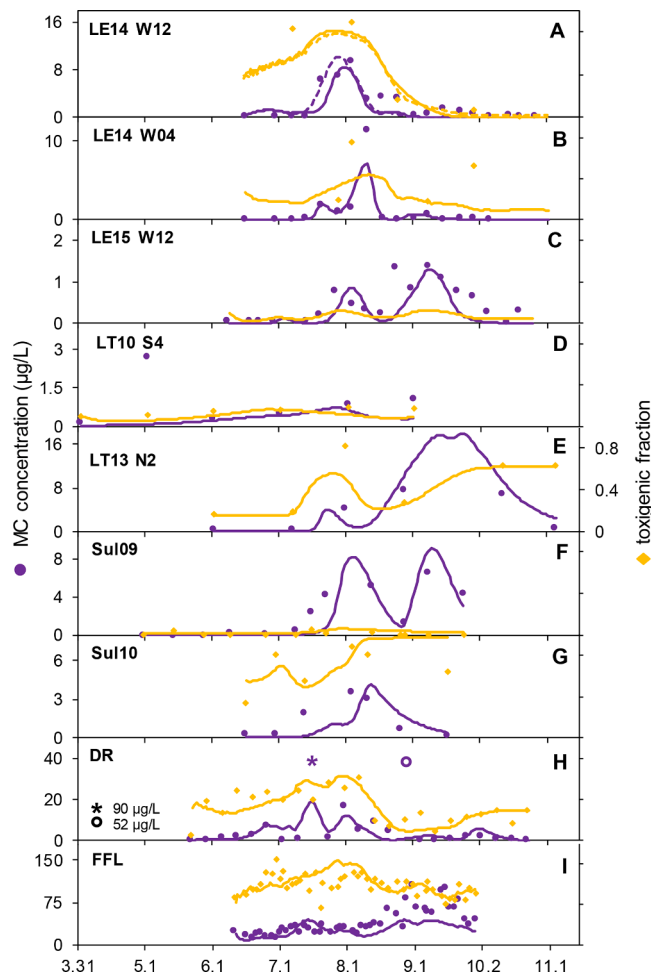 LE14 W12
A
16
8
0
LE14 W04
B
10
0
LE15 W12
C
2
1
0
LT10 S4
D
3
1.5
0
LT13 N2
E
16
8
0
0.8
0.4
0
Sul09
F
8
4
0
Sul10
G
6
3
0
DR
H
40
20
0
* 90 µg/L
o 52 µg/L
FFL
I
150
75
0
3.31 5.1 6.1 7.1 8.1 9.1 10.2 11.1
MC concentration (µg/L)
toxigenic fraction